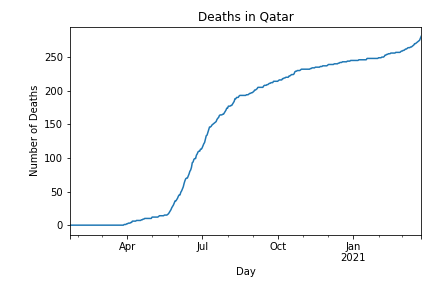 Deaths in Qatar
250
200
150
100
50
0
Number of Deaths
Apr
Jul
Oct
Jan
2021
Day